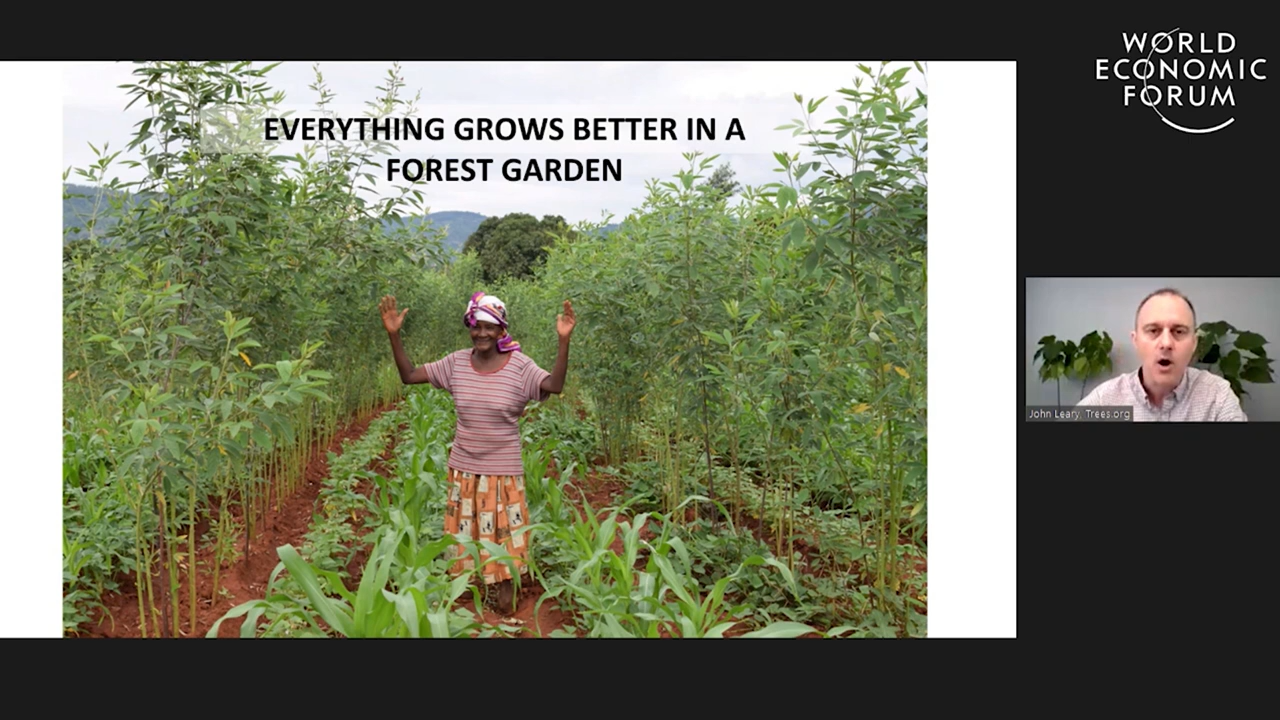 EVERYTHING GROWS BETTER IN A
FOREST GARDEN
WORLD
ECONOMIC
FORUM
John Leary, Trees.org